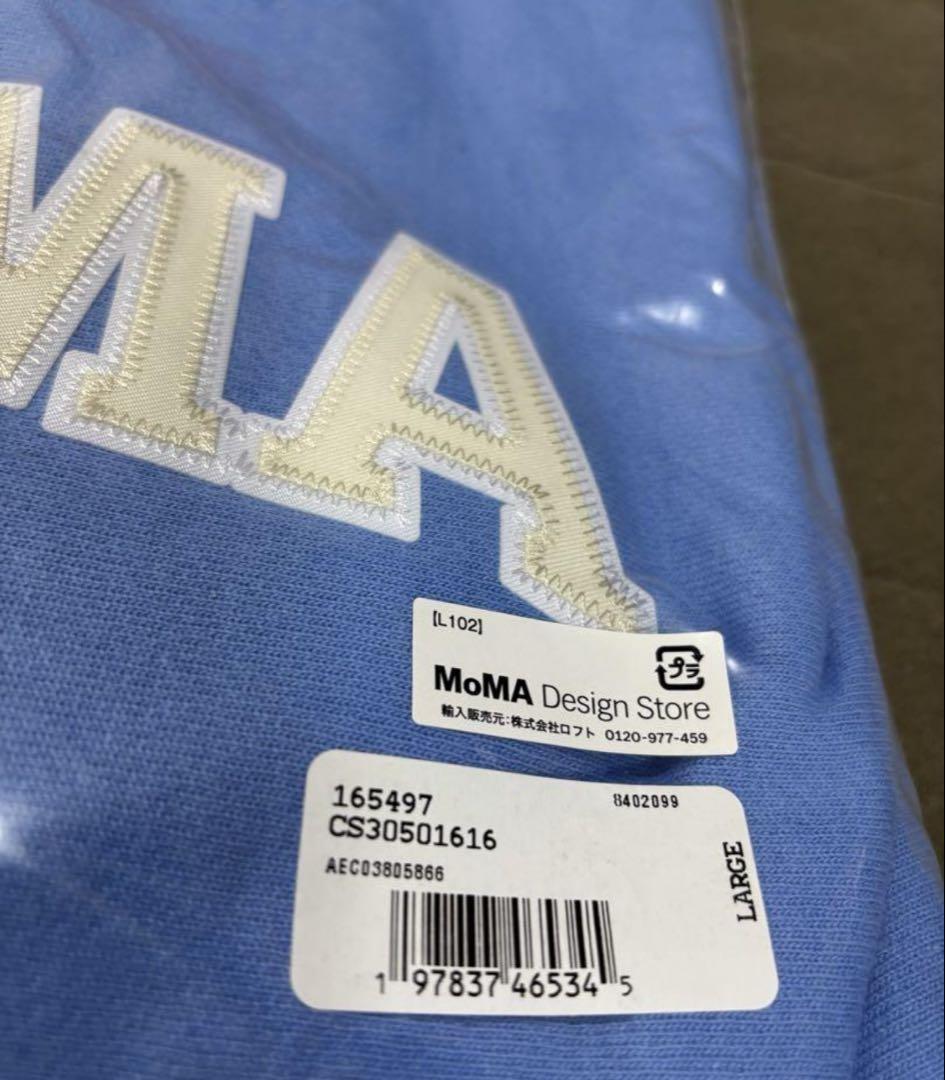 MA
【L102】
プラ
MoMA Design Store
輸入販売元:株式会社ロフト 0120-977-459
165497
8402099
CS30501616
AEC03805866
LARGE
1 97837 46534 5